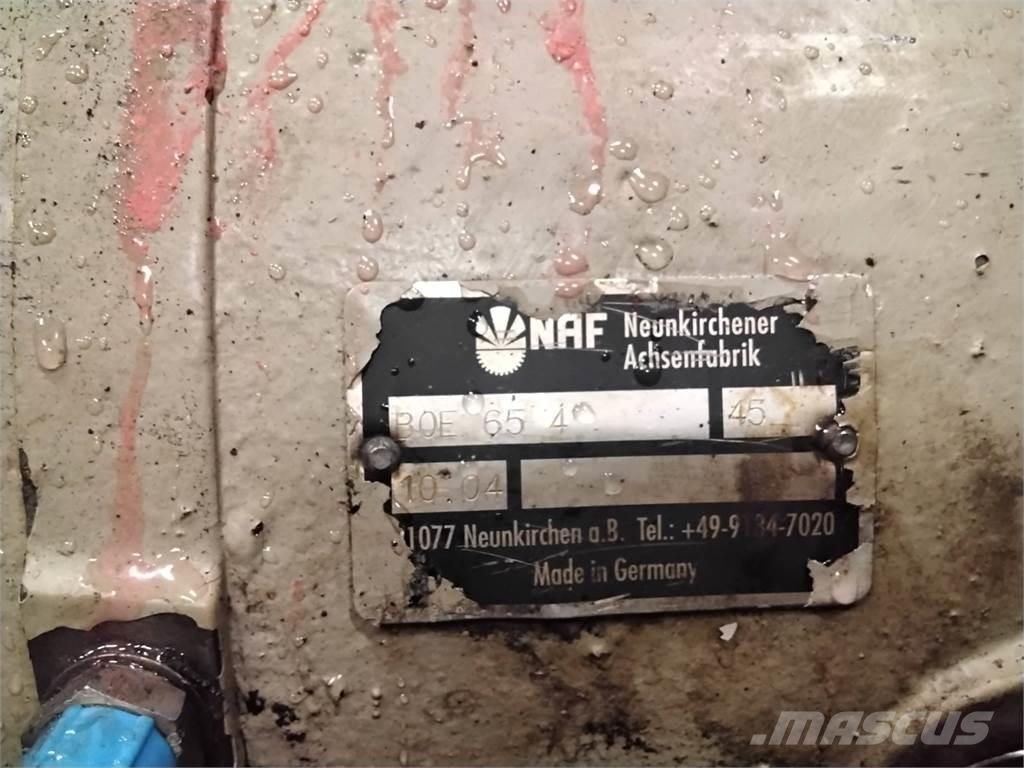 NAF Neunkirchener
Achsenfabrik
BOE 65 4 45
10 04
1077 Neunkirchen a.B. Tel.: +49-9134-7020
Made in Germany
.MASCUS